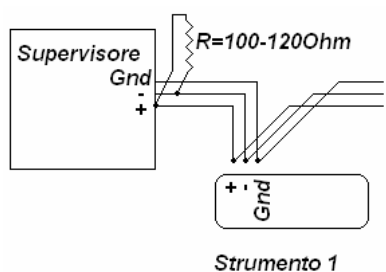 Supervisore
R=100-120Ohm
Gnd
-
+
+ - Gnd
Strumento 1